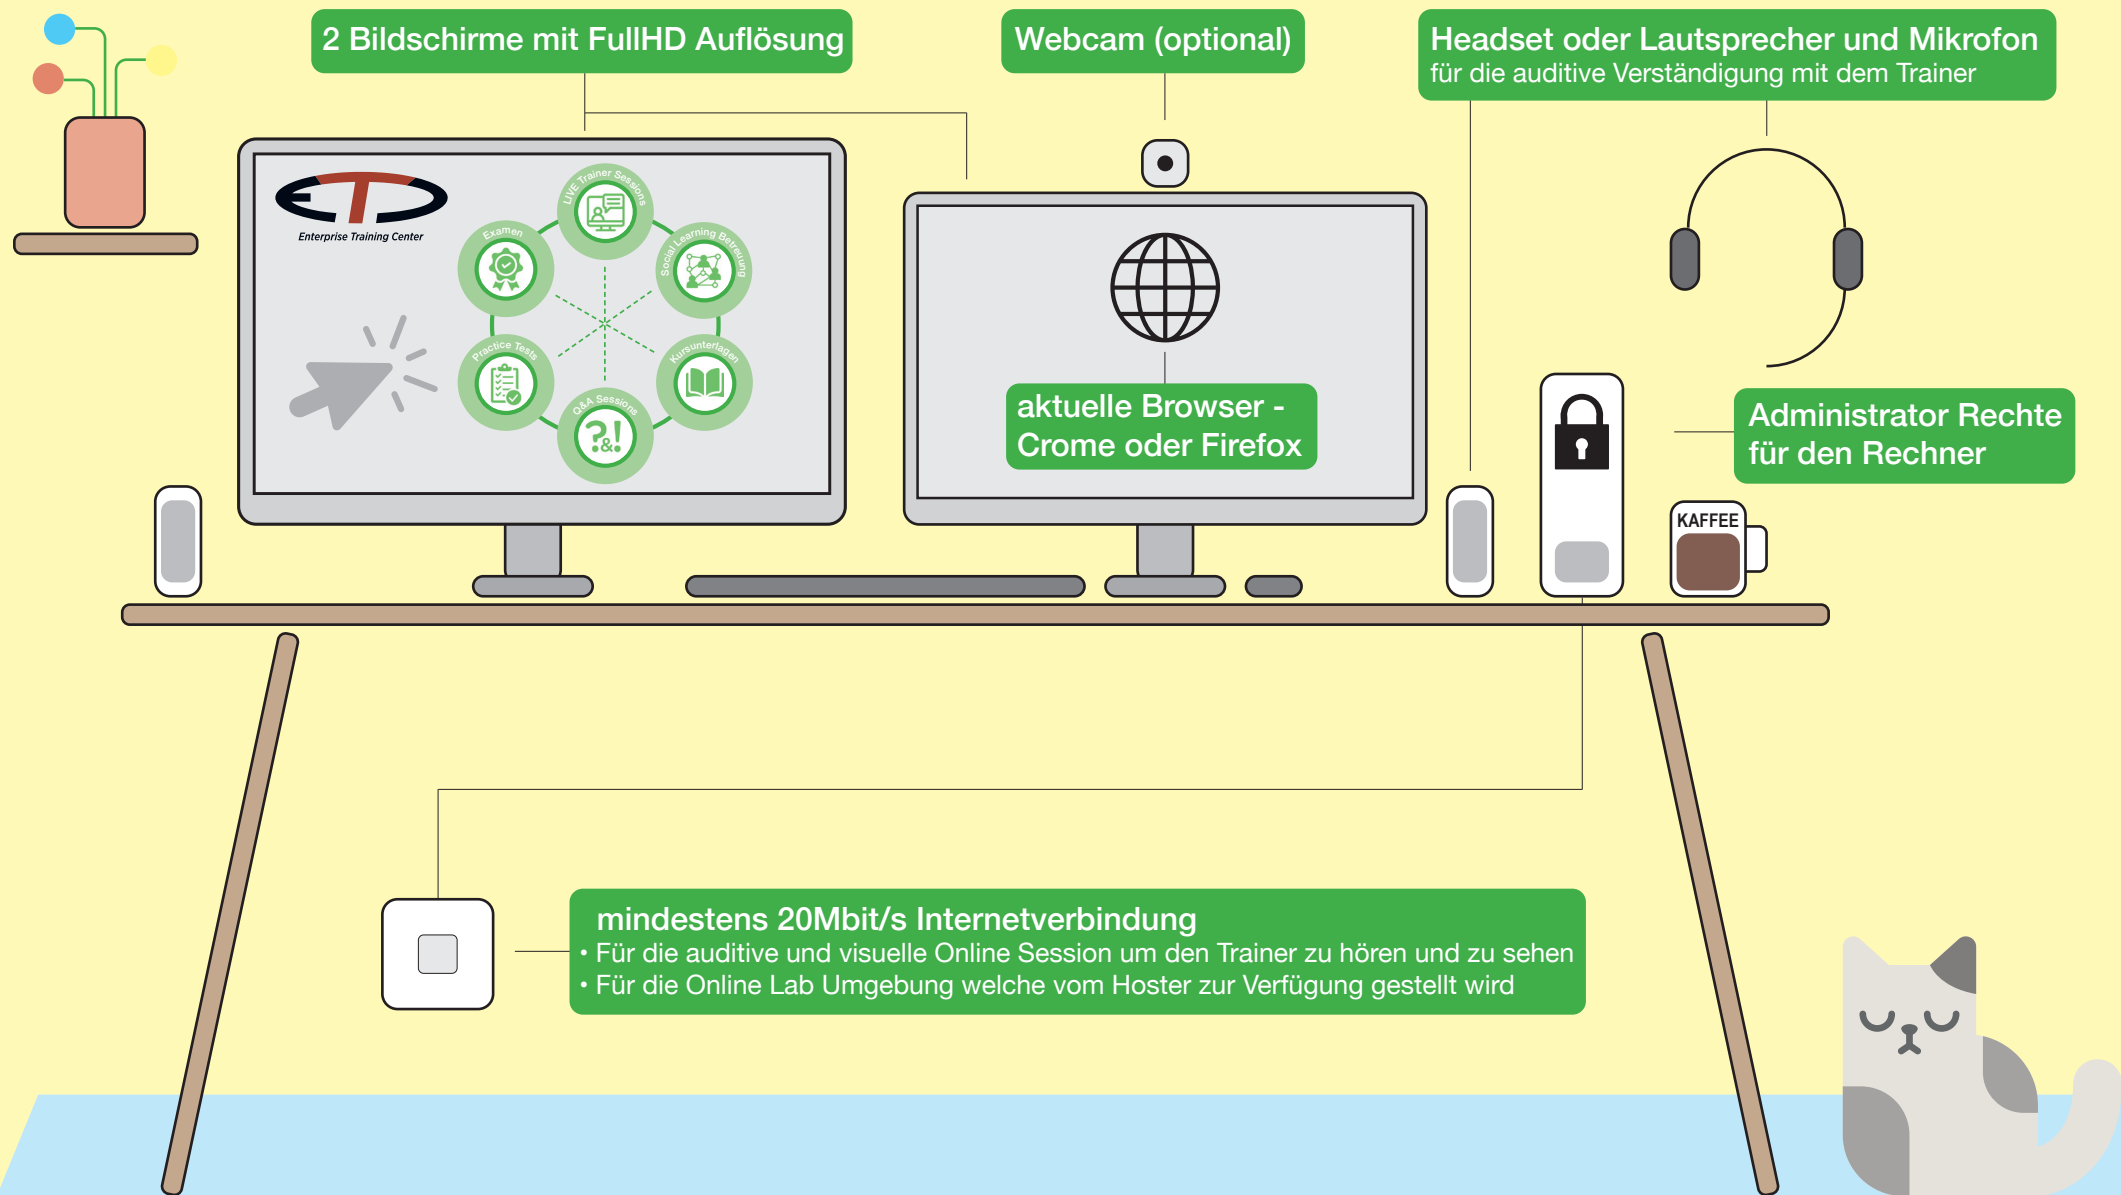 2 Bildschirme mit FullHD Auflösung
Webcam (optional)
Headset oder Lautsprecher und Mikrofon
für die auditive Verständigung mit dem Trainer
Enterprise Training Center
LIVE Trainer Sessions
Social Learning Betreuung
Kursunterlagen
Q&A Sessions
?&!
Practice Tests
Examen
aktuelle Browser -
Crome oder Firefox
Administrator Rechte
für den Rechner
KAFFEE
mindestens 20Mbit/s Internetverbindung
• Für die auditive und visuelle Online Session um den Trainer zu hören und zu sehen
• Für die Online Lab Umgebung welche vom Hoster zur Verfügung gestellt wird